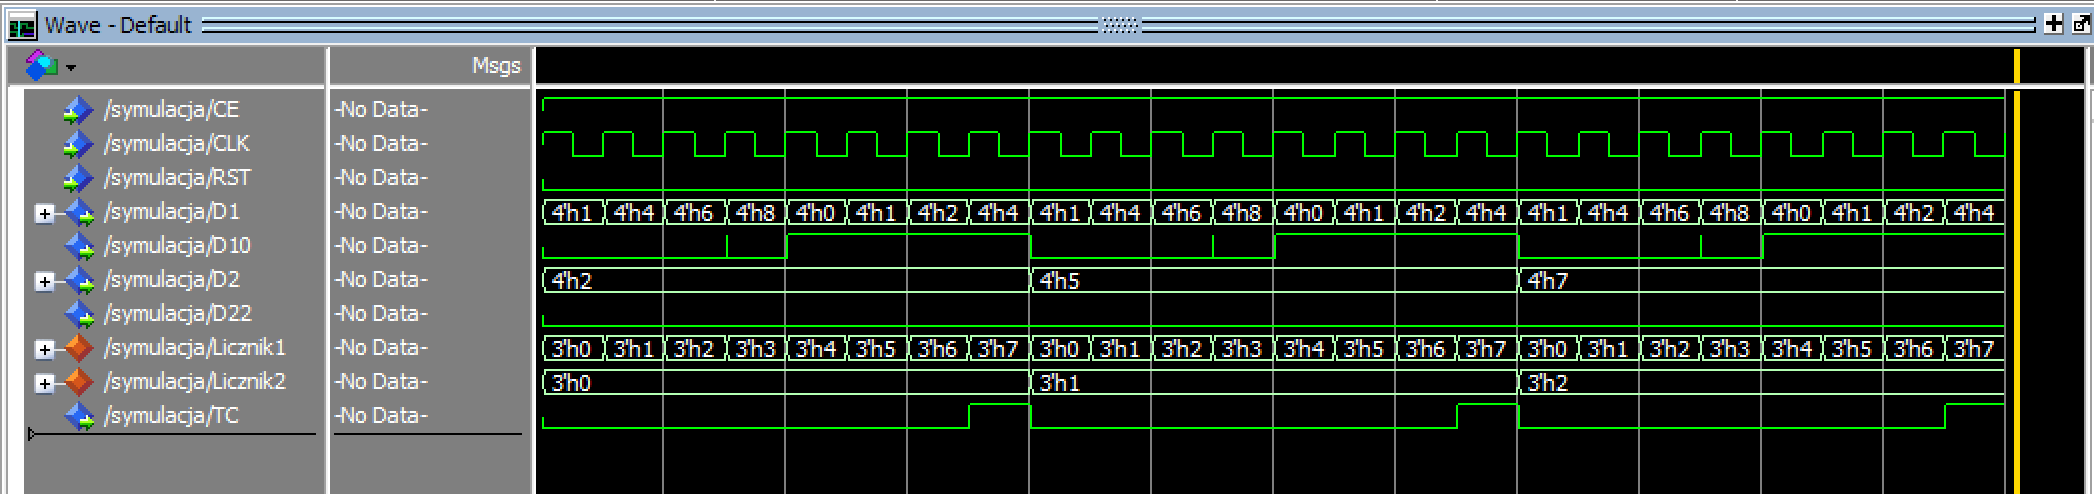 Wave - Default
Msgs
/symulacja/CE -No Data-
/symulacja/CLK -No Data-
/symulacja/RST -No Data-
/symulacja/D1 -No Data- 4'h1 4'h4 4'h6 4'h8 4'h0 4'h1 4'h2 4'h4 4'h1 4'h4 4'h6 4'h8 4'h0 4'h1 4'h2 4'h4 4'h1 4'h4 4'h6 4'h8 4'h0 4'h1 4'h2 4'h4
/symulacja/D10 -No Data-
/symulacja/D2 -No Data- 4'h2 4'h5 4'h7
/symulacja/D22 -No Data-
/symulacja/Licznik1 -No Data- 3'h0 3'h1 3'h2 3'h3 3'h4 3'h5 3'h6 3'h7 3'h0 3'h1 3'h2 3'h3 3'h4 3'h5 3'h6 3'h7 3'h0 3'h1 3'h2 3'h3 3'h4 3'h5 3'h6 3'h7
/symulacja/Licznik2 -No Data- 3'h0 3'h1 3'h2
/symulacja/TC -No Data-